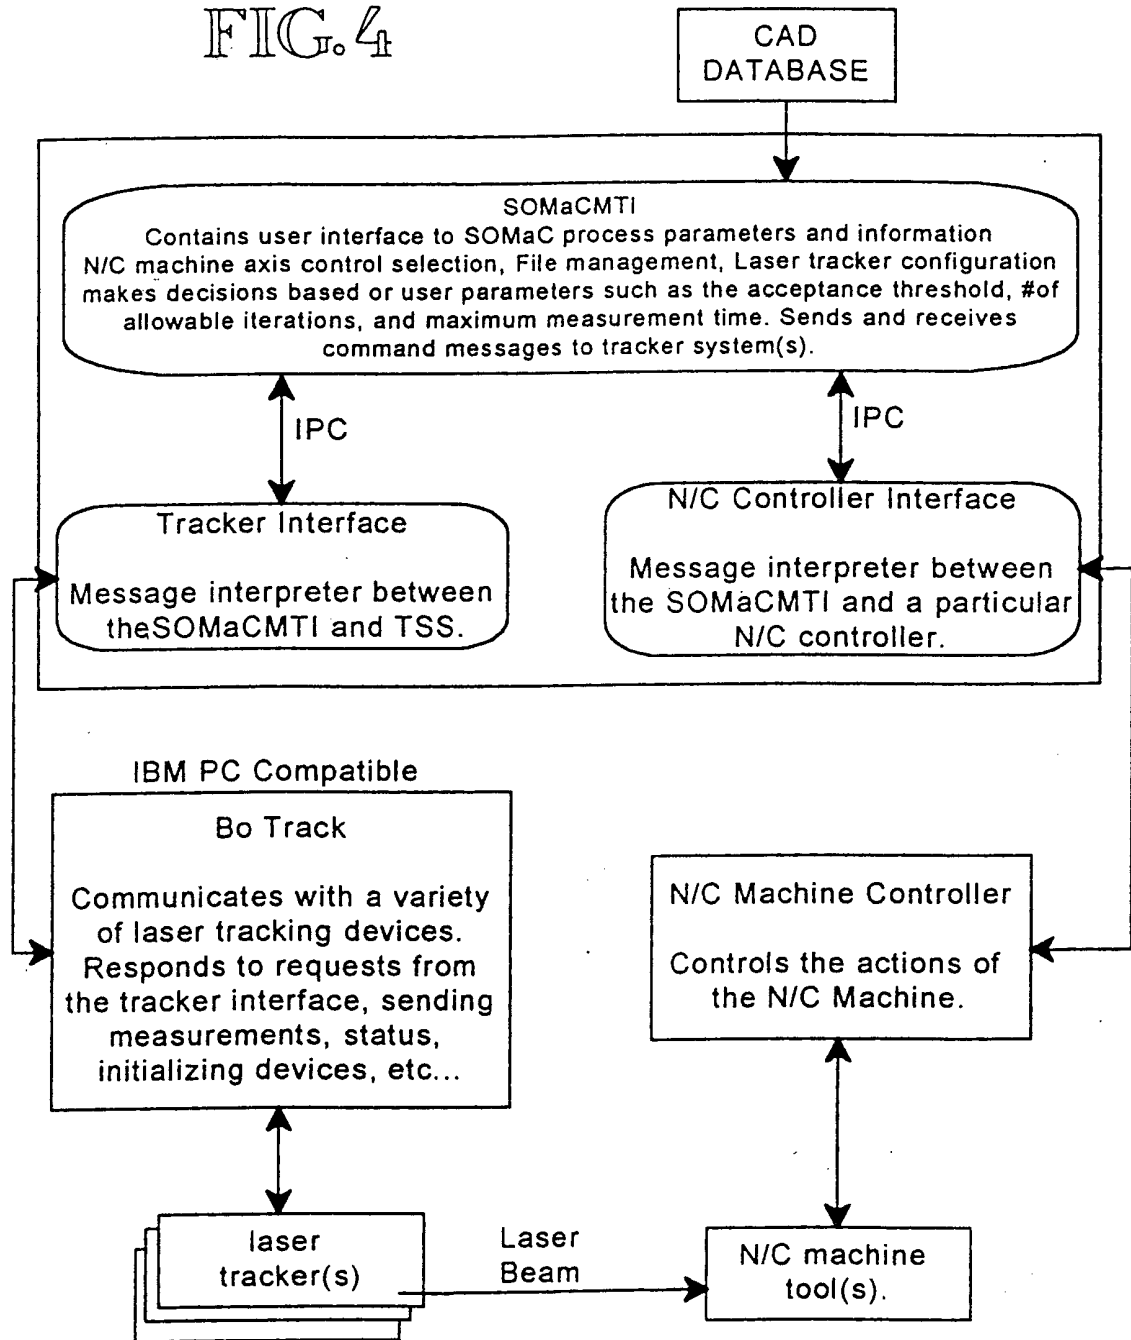 FIG. 4
CAD
DATABASE
SOMaCMTI
Contains user interface to SOMaC process parameters and information
N/C machine axis control selection, File management, Laser tracker configuration
makes decisions based or user parameters such as the acceptance threshold, #of
allowable iterations, and maximum measurement time. Sends and receives
command messages to tracker system(s).
IPC
IPC
Tracker Interface
Message interpreter between
theSOMaCMTI and TSS.
N/C Controller Interface
Message interpreter between
the SOMaCMTI and a particular
N/C controller.
IBM PC Compatible
Bo Track
Communicates with a variety
of laser tracking devices.
Responds to requests from
the tracker interface, sending
measurements, status,
initializing devices, etc...
N/C Machine Controller
Controls the actions of
the N/C Machine.
laser
tracker(s)
Laser
Beam
N/C machine
tool(s).